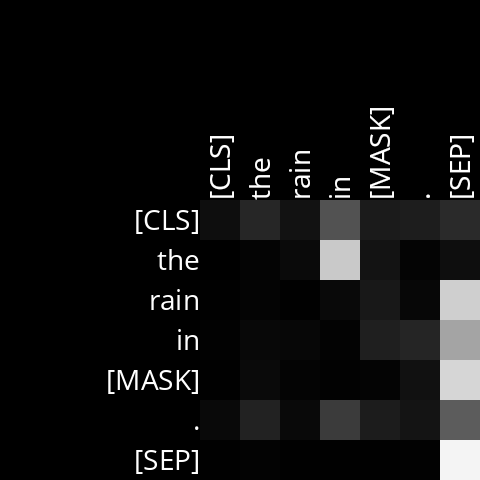 [CLS] the rain in [MASK] . [SEP]
[CLS]
the
rain
in
[MASK]
.
[SEP]